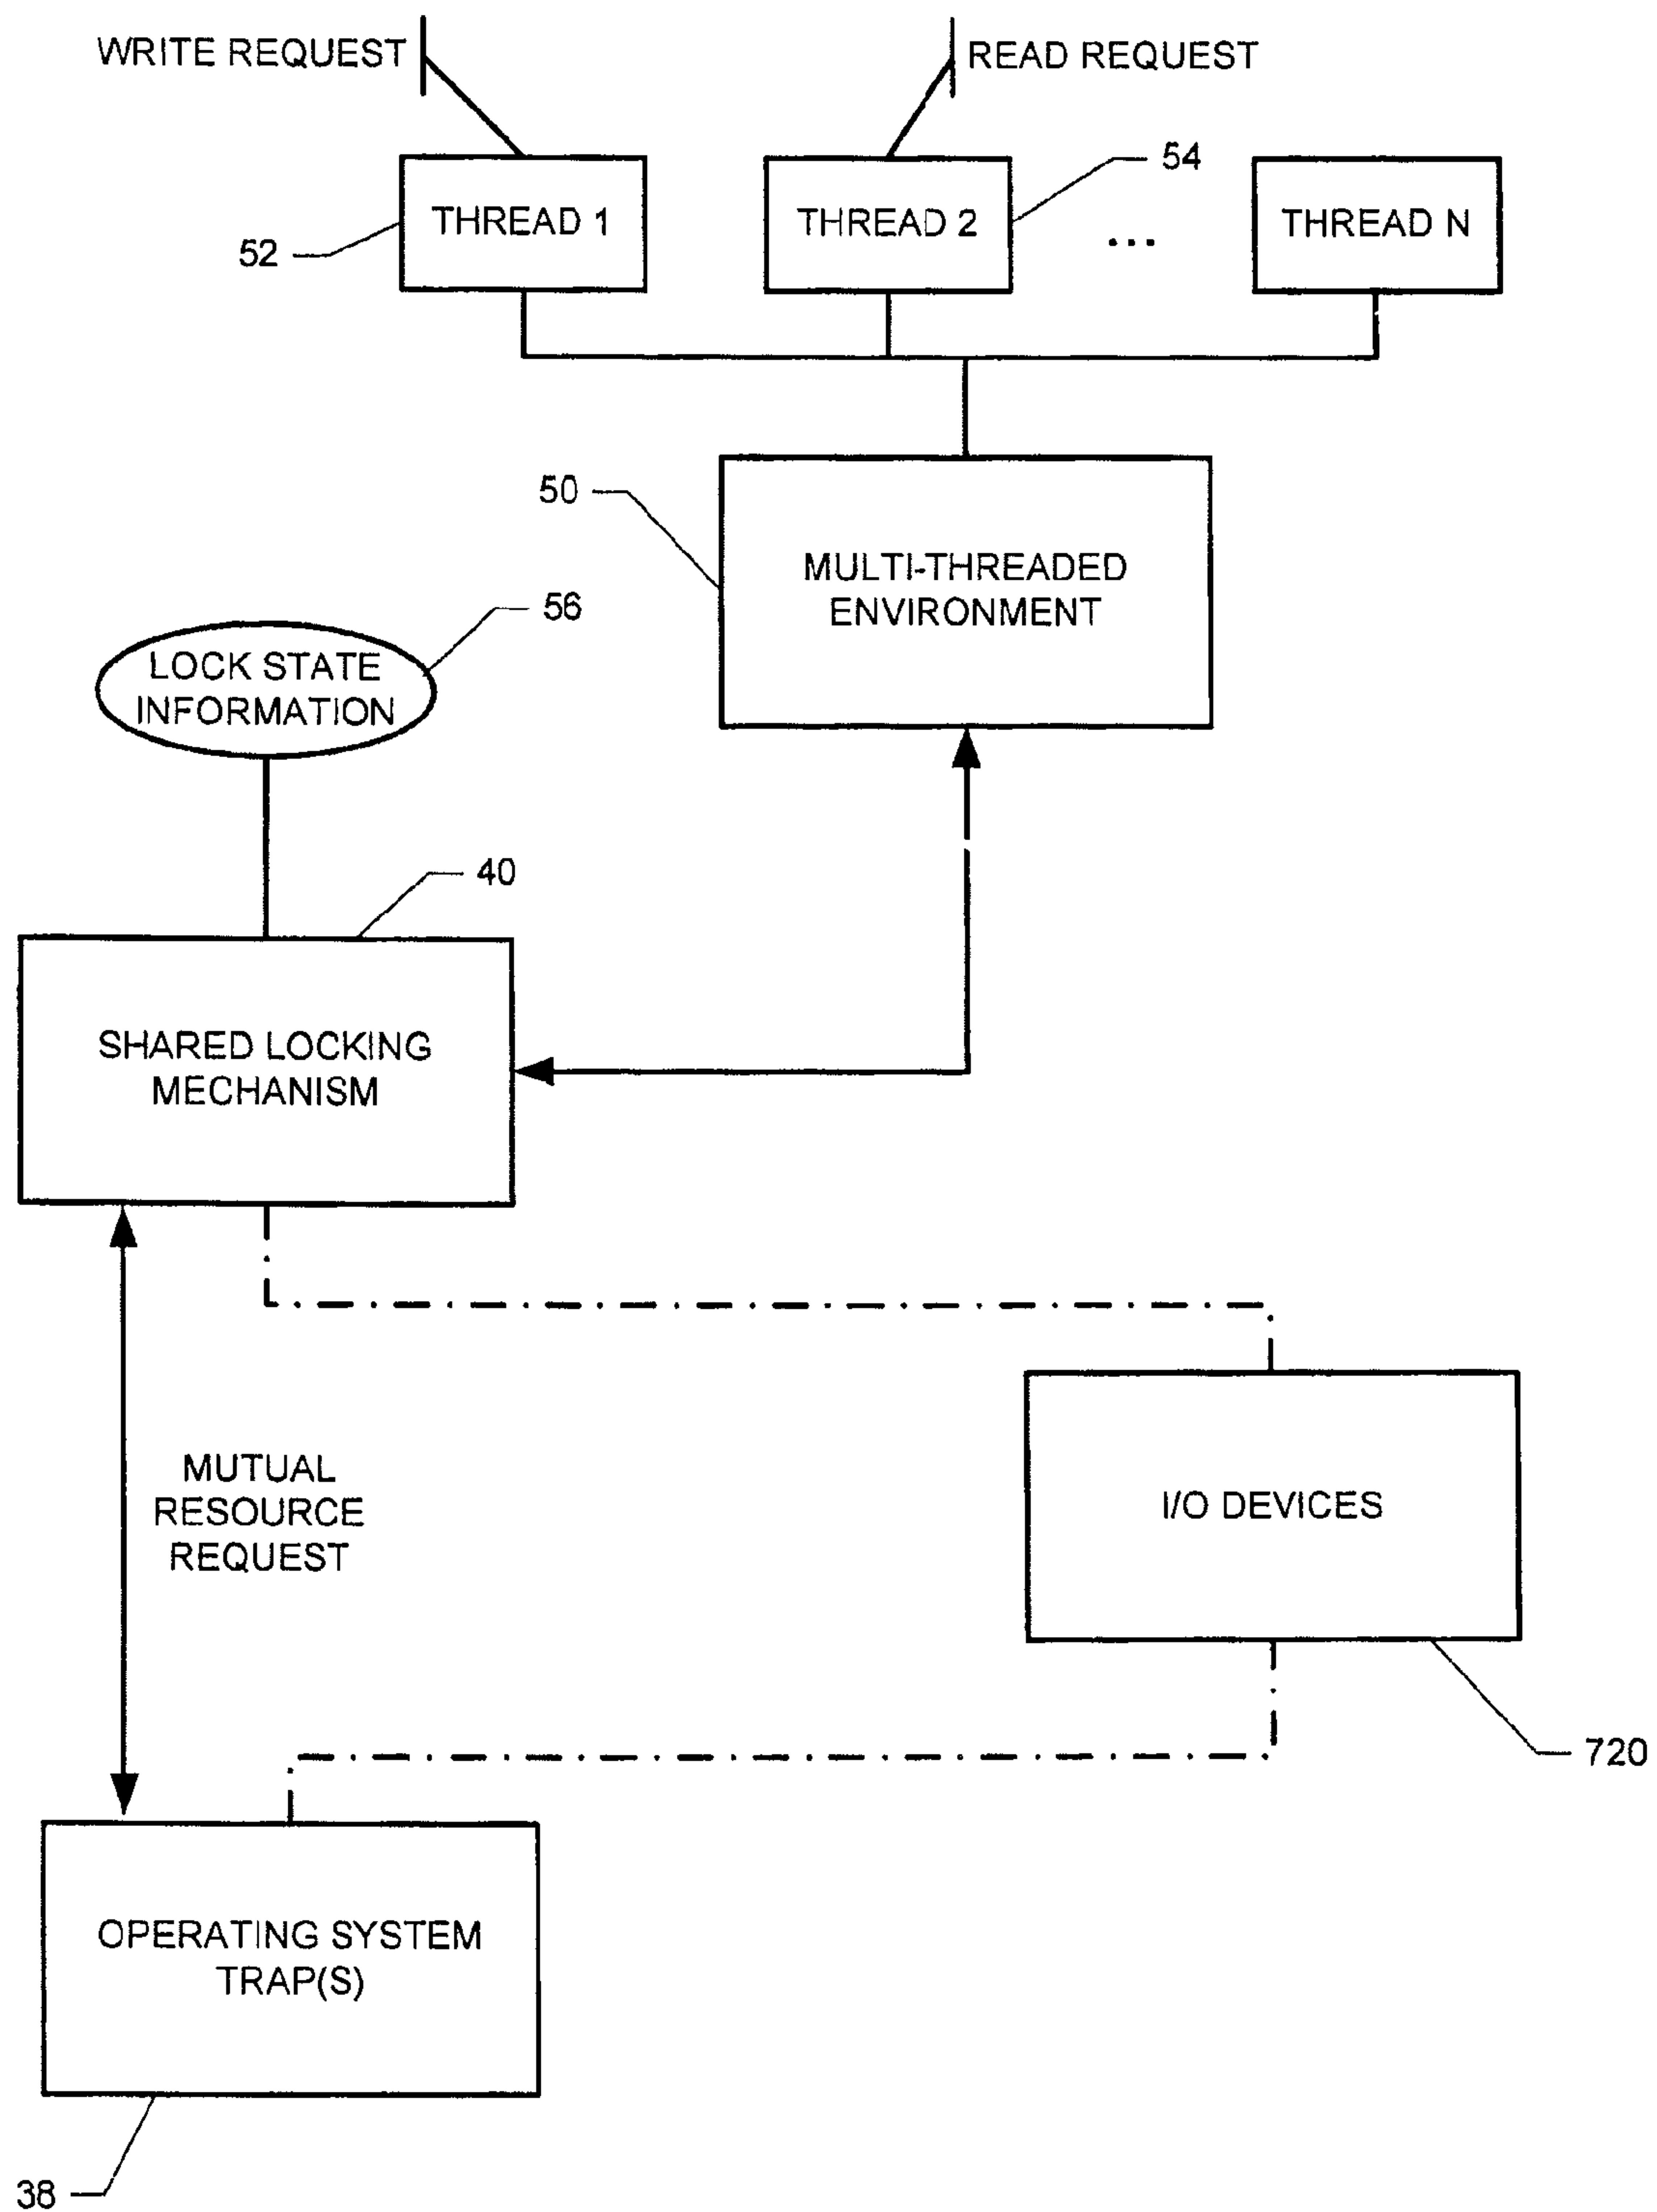 WRITE REQUEST
READ REQUEST
54
THREAD 1
THREAD 2
...
THREAD N
52
50
MULTI-THREADED
ENVIRONMENT
56
LOCK STATE
INFORMATION
40
SHARED LOCKING
MECHANISM
MUTUAL
RESOURCE
REQUEST
I/O DEVICES
720
OPERATING SYSTEM
TRAP(S)
38